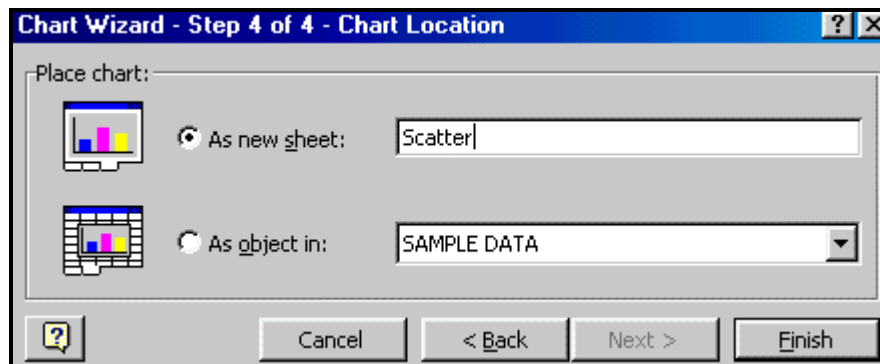 Chart Wizard - Step 4 of 4 - Chart Location ? X
Place chart:
As new sheet: Scatter
As object in: SAMPLE DATA
? Cancel < Back Next > Finish